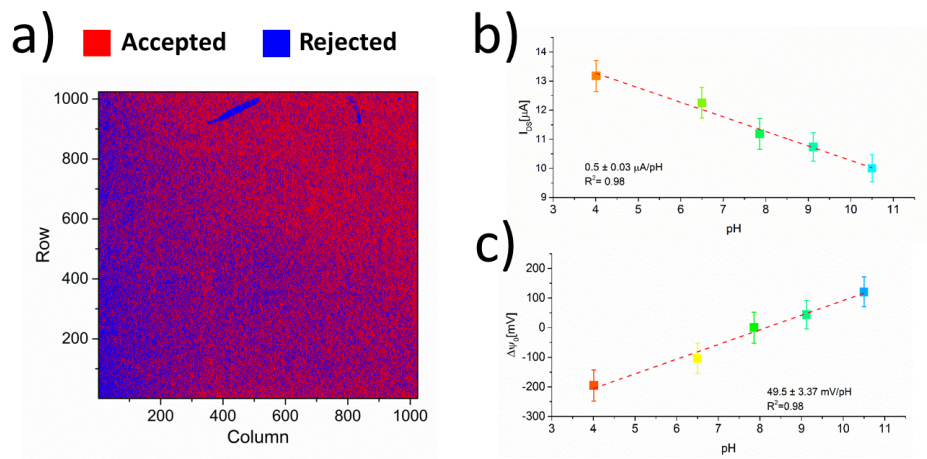 a)
Accepted
Rejected
1000
800
600
400
200
Row
200 400 600 800 1000
Column
b)
14
13
12
11
10
9
I_DS[µA]
0.5 ± 0.03 µA/pH
R²= 0.98
3 4 5 6 7 8 9 10 11
pH
c)
200
100
0
-100
-200
-300
Δψ₀[mV]
49.5 ± 3.37 mV/pH
R²=0.98
3 4 5 6 7 8 9 10 11
pH